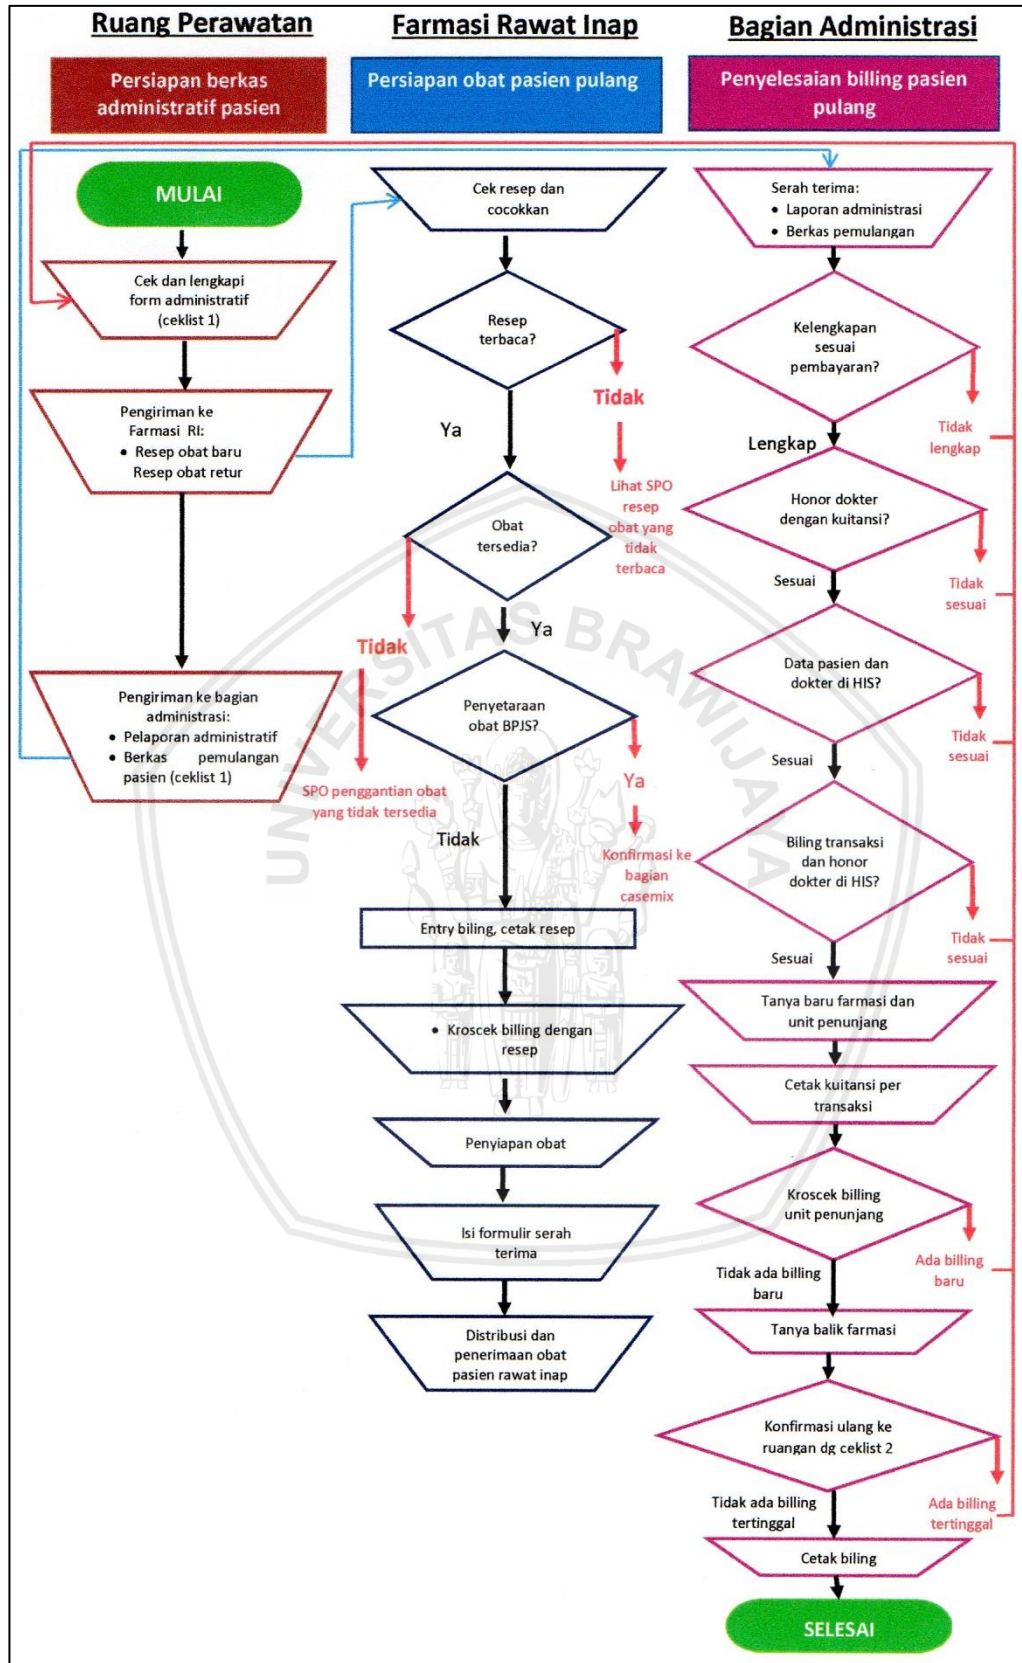 Ruang Perawatan
Persiapan berkas
administratif pasien
MULAI
Cek dan lengkapi
form administratif
(ceklist 1)
Pengiriman ke
Farmasi RI:
• Resep obat baru
Resep obat retur
Pengiriman ke bagian
administrasi:
• Pelaporan administratif
• Berkas pemulangan
pasien (ceklist 1)
Farmasi Rawat Inap
Persiapan obat pasien pulang
Cek resep dan
cocokkan
Resep
terbaca?
Tidak
Lihat SPO
resep
obat yang
tidak
terbaca
Ya
Obat
tersedia?
Tidak
SPO penggantian obat
yang tidak tersedia
Ya
Penyetaraan
obat BPJS?
Ya
Konfirmasi ke
bagian
casemix
Tidak
Entry biling, cetak resep
• Kroscek billing dengan
resep
Penyiapan obat
Isi formulir serah
terima
Distribusi dan
penerimaan obat
pasien rawat inap
Bagian Administrasi
Penyelesaian billing pasien
pulang
Serah terima:
• Laporan administrasi
• Berkas pemulangan
Kelengkapan
sesuai
pembayaran?
Tidak
lengkap
Lengkap
Honor dokter
dengan kuitansi?
Tidak
sesuai
Sesuai
Data pasien dan
dokter di HIS?
Tidak
sesuai
Sesuai
Biling transaksi
dan honor
dokter di HIS?
Tidak
sesuai
Sesuai
Tanya baru farmasi dan
unit penunjang
Cetak kuitansi per
transaksi
Kroscek billing
unit penunjang
Ada billing
baru
Tidak ada billing
baru
Tanya balik farmasi
Konfirmasi ulang ke
ruangan dg ceklist 2
Ada billing
tertinggal
Tidak ada billing
tertinggal
Cetak biling
SELESAI
UNIVERSITAS BRAWIJAYA